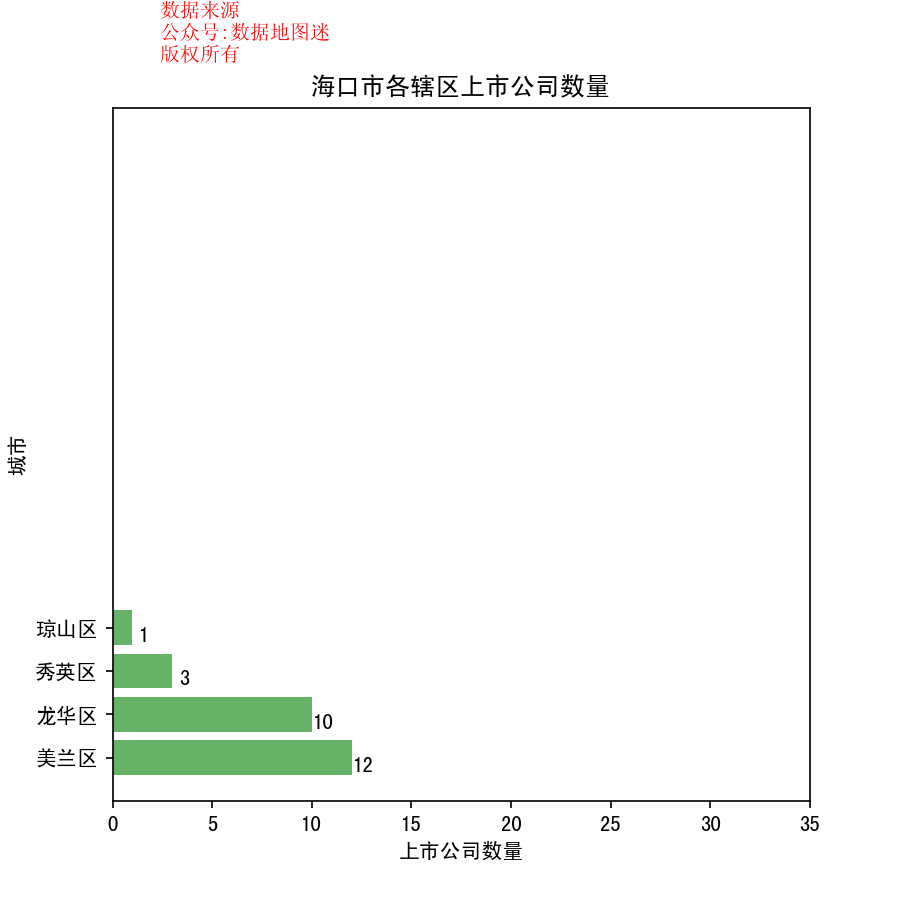 数据来源
公众号:数据地图迷
版权所有
海口市各辖区上市公司数量
城市
琼山区 1
秀英区 3
龙华区 10
美兰区 12
0 5 10 15 20 25 30 35
上市公司数量